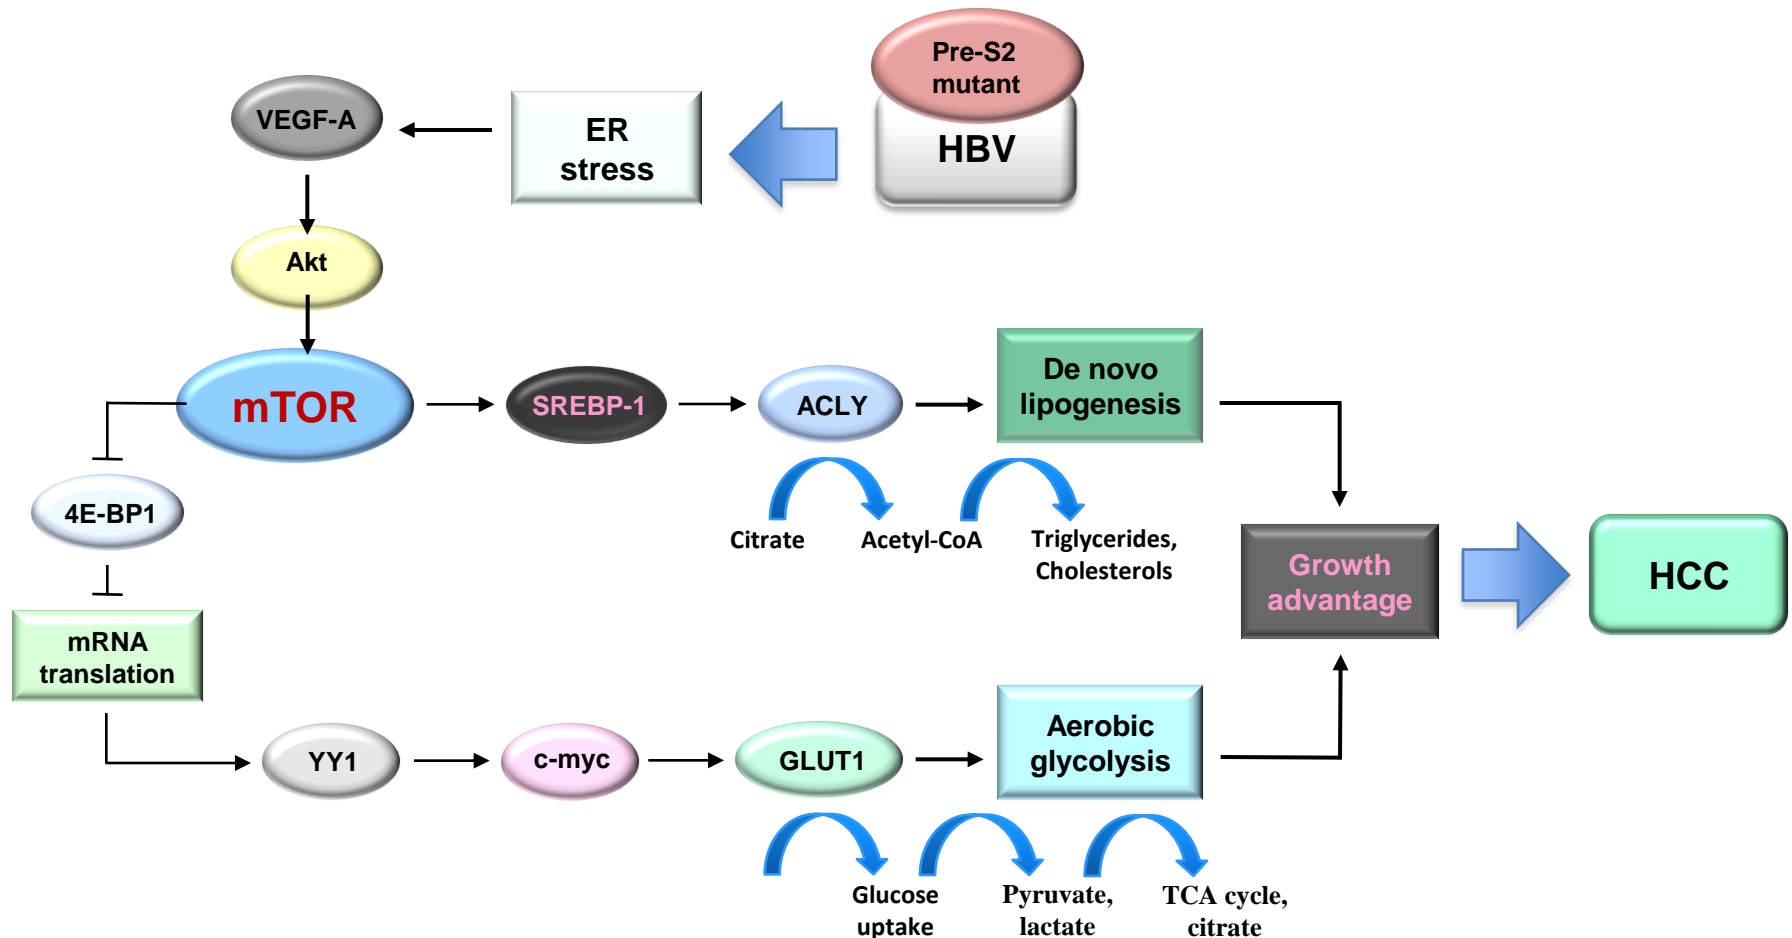 Pre-S2
mutant
HBV
ER
stress
VEGF-A
Akt
mTOR
SREBP-1
ACLY
De novo
lipogenesis
4E-BP1
Citrate
Acetyl-CoA
Triglycerides,
Cholesterols
Growth
advantage
HCC
mRNA
translation
YY1
c-myc
GLUT1
Aerobic
glycolysis
Glucose
uptake
Pyruvate,
lactate
TCA cycle,
citrate